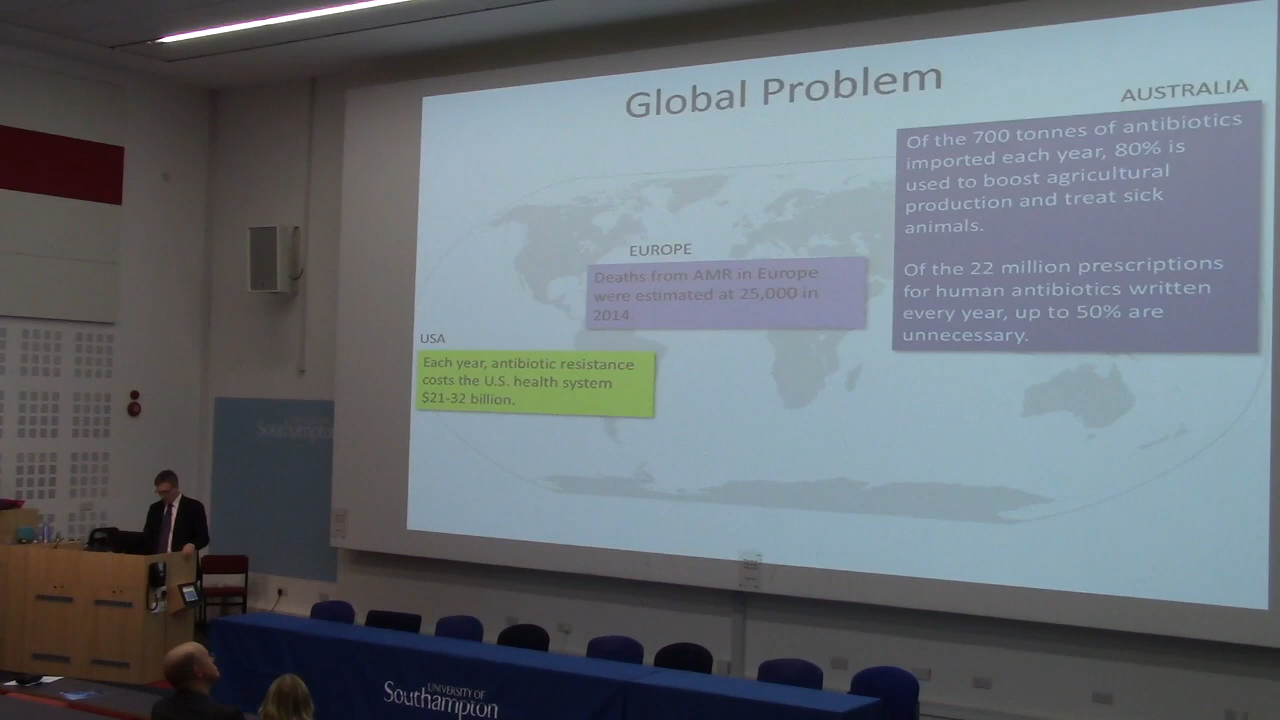 Global Problem
AUSTRALIA
Of the 700 tonnes of antibiotics
imported each year, 80% is
used to boost agricultural
production and treat sick
animals.
Of the 22 million prescriptions
for human antibiotics written
every year, up to 50% are
unnecessary.
EUROPE
Deaths from AMR in Europe
were estimated at 25,000 in
2014.
USA
Each year, antibiotic resistance
costs the U.S. health system
$21-32 billion.
Southampton
UNIVERSITY OF
Southampton